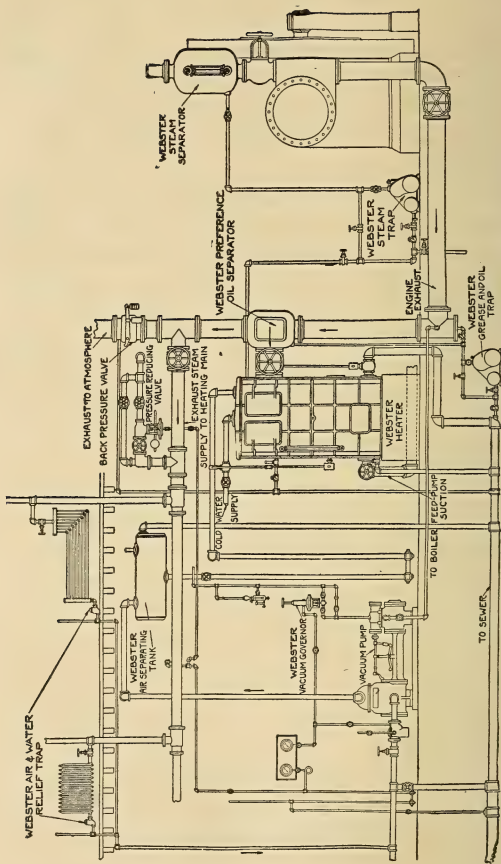 WEBSTER AIR & WATER
RELIEF TRAP
EXHAUST TO ATMOSPHERE
BACK PRESSURE VALVE
PRESSURE REDUCING
VALVE
WEBSTER
STEAM
SEPARATOR
WEBSTER
AIR SEPARATING
TANK
EXHAUST STEAM
SUPPLY TO HEATING MAIN
WEBSTER PREFERENCE
OIL SEPARATOR
COLD WATER
SUPPLY
WEBSTER
VACUUM GOVERNOR
WEBSTER
HEATER
WEBSTER
STEAM
TRAP
VACUUM PUMP
TO BOILER FEED-PUMP
SUCTION
ENGINE
EXHAUST
WEBSTER
GREASE AND OIL
TRAP
TO SEWER